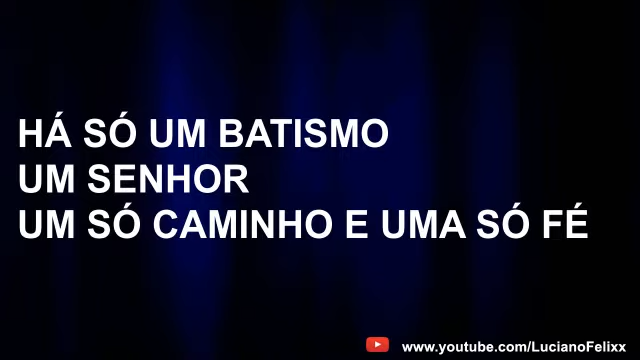 HÁ SÓ UM BATISMO
UM SENHOR
UM SÓ CAMINHO E UMA SÓ FÉ
www.youtube.com/LucianoFelixx